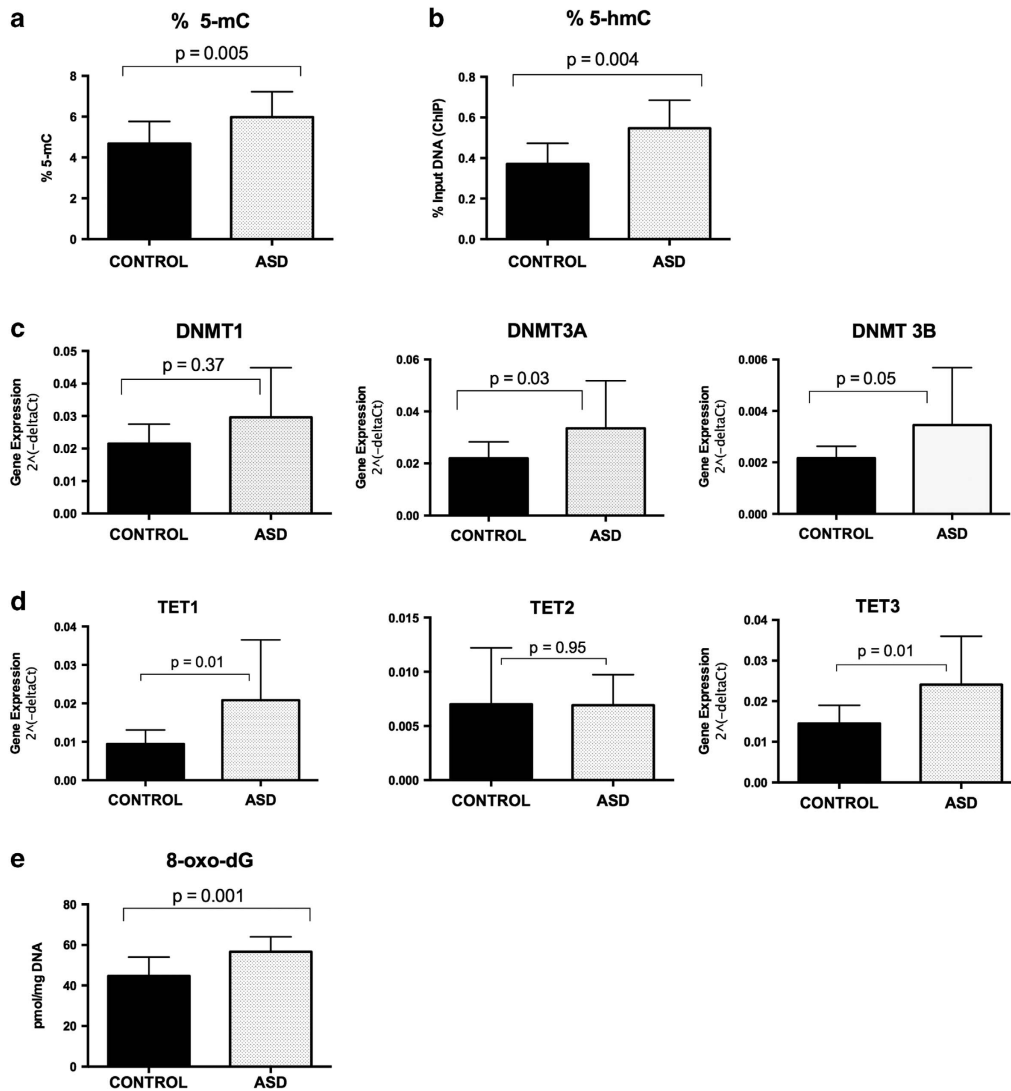 a
% 5-mC
p = 0.005
8
6
4
2
0
% 5-mC
CONTROL
ASD
b
% 5-hmC
p = 0.004
0.8
0.6
0.4
0.2
0.0
% Input DNA (ChIP)
CONTROL
ASD
c
DNMT1
p = 0.37
0.05
0.04
0.03
0.02
0.01
0.00
Gene Expression
2^(−deltaCt)
CONTROL
ASD
DNMT3A
p = 0.03
0.06
0.04
0.02
0.00
Gene Expression
2^(−deltaCt)
CONTROL
ASD
DNMT 3B
p = 0.05
0.006
0.004
0.002
0.000
Gene Expression
2^(−deltaCt)
CONTROL
ASD
d
TET1
p = 0.01
0.04
0.03
0.02
0.01
0.00
Gene Expression
2^(−deltaCt)
CONTROL
ASD
TET2
p = 0.95
0.015
0.010
0.005
0.000
CONTROL
ASD
TET3
p = 0.01
0.04
0.03
0.02
0.01
0.00
Gene Expression
2^(−deltaCt)
CONTROL
ASD
e
8-oxo-dG
p = 0.001
80
60
40
20
0
pmol/mg DNA
CONTROL
ASD